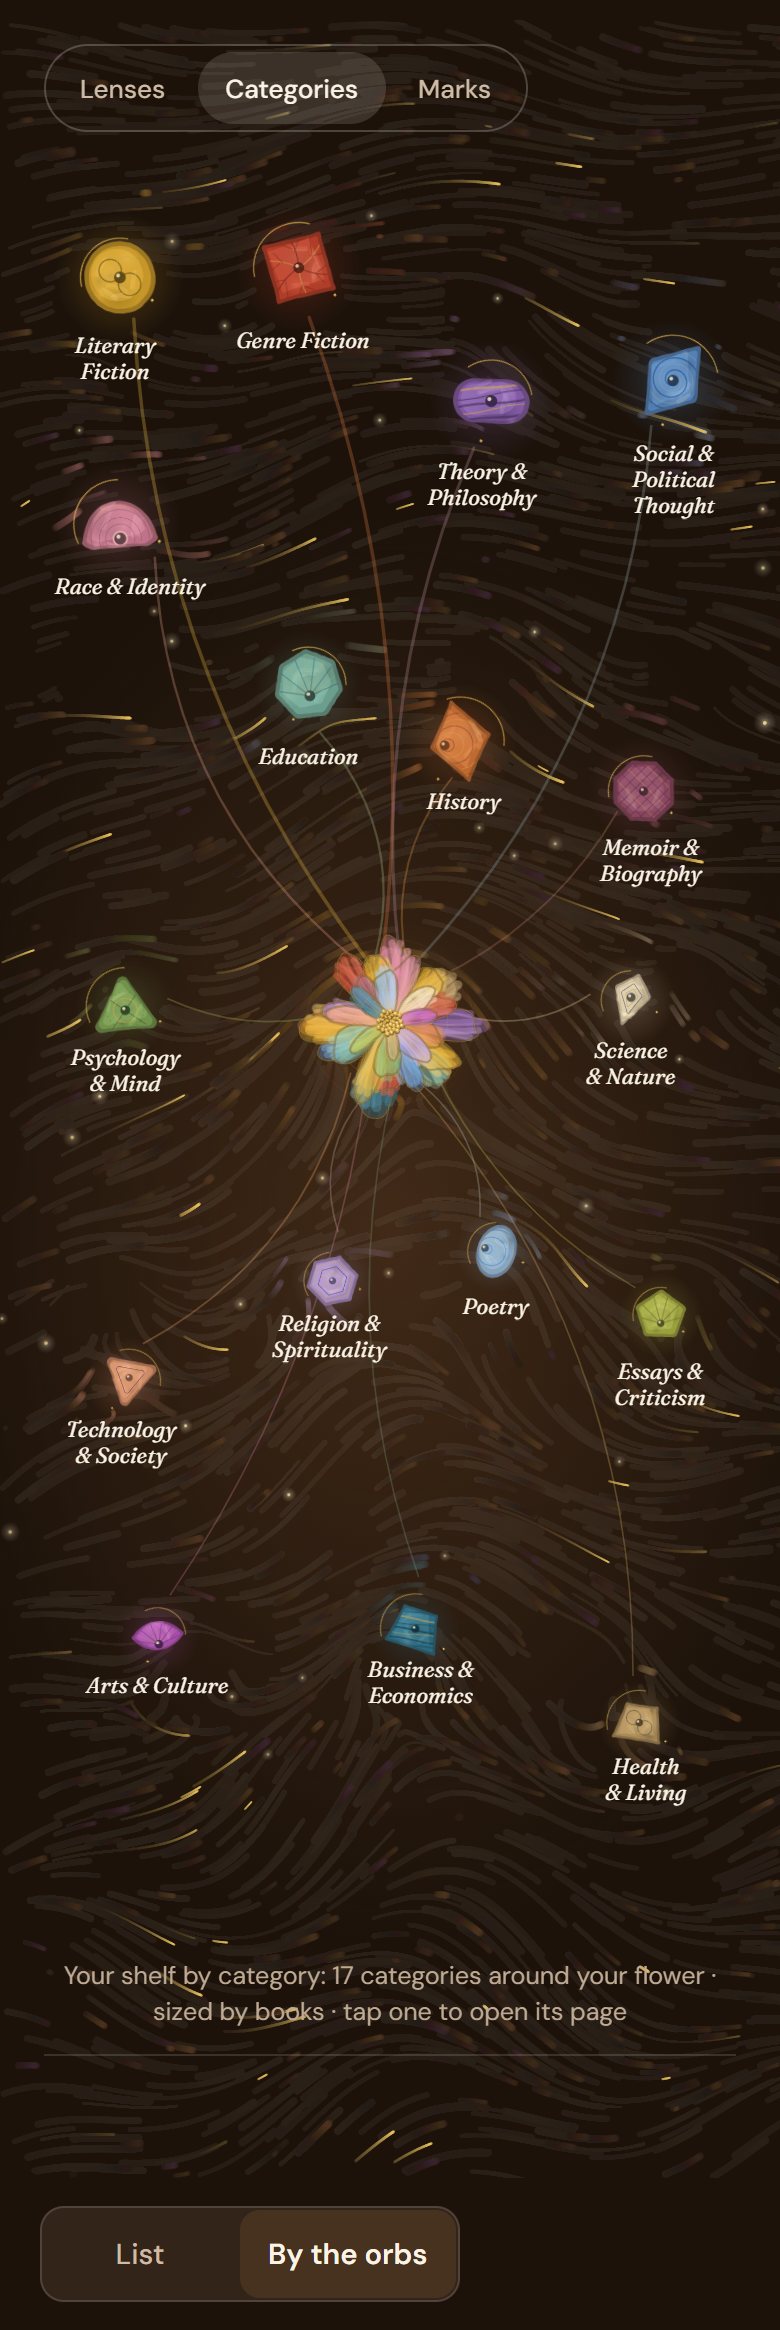 Lenses
Categories
Marks
Literary
Fiction
Genre Fiction
Theory &
Philosophy
Social &
Political
Thought
Race & Identity
Education
History
Memoir &
Biography
Psychology
& Mind
Science
& Nature
Religion &
Spirituality
Poetry
Essays &
Criticism
Technology
& Society
Arts & Culture
Business &
Economics
Health
& Living
Your shelf by category: 17 categories around your flower ·
sized by books · tap one to open its page
List
By the orbs